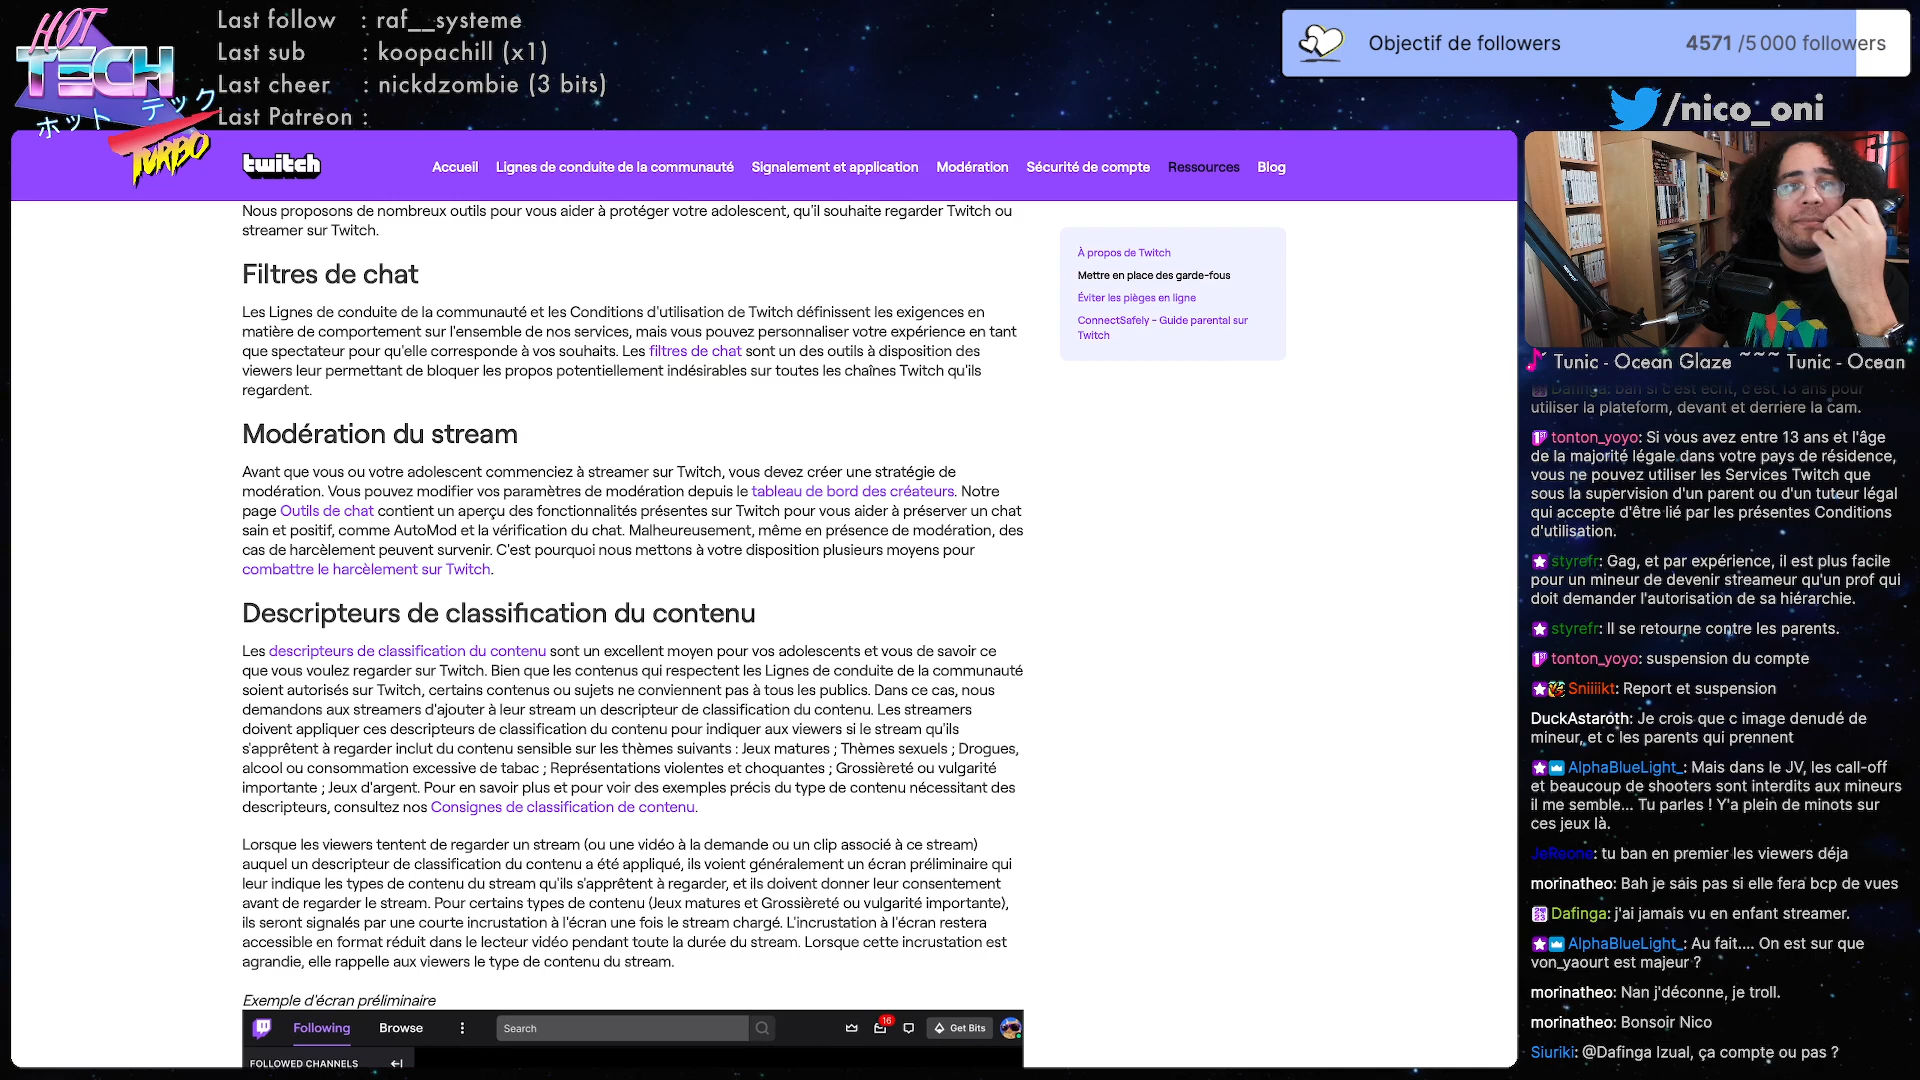 HOT
TECH
ホット テック
TURBO
Last follow : raf__systeme
Last sub : koopachill (x1)
Last cheer : nickdzombie (3 bits)
Last Patreon :
Objectif de followers
4571 /5 000 followers
/nico_oni
twitch
Accueil
Lignes de conduite de la communauté
Signalement et application
Modération
Sécurité de compte
Ressources
Blog
Nous proposons de nombreux outils pour vous aider à protéger votre adolescent, qu'il souhaite regarder Twitch ou
streamer sur Twitch.
Filtres de chat
Les Lignes de conduite de la communauté et les Conditions d'utilisation de Twitch définissent les exigences en
matière de comportement sur l'ensemble de nos services, mais vous pouvez personnaliser votre expérience en tant
que spectateur pour qu'elle corresponde à vos souhaits. Les filtres de chat sont un des outils à disposition des
viewers leur permettant de bloquer les propos potentiellement indésirables sur toutes les chaînes Twitch qu'ils
regardent.
Modération du stream
Avant que vous ou votre adolescent commenciez à streamer sur Twitch, vous devez créer une stratégie de
modération. Vous pouvez modifier vos paramètres de modération depuis le tableau de bord des créateurs. Notre
page Outils de chat contient un aperçu des fonctionnalités présentes sur Twitch pour vous aider à préserver un chat
sain et positif, comme AutoMod et la vérification du chat. Malheureusement, même en présence de modération, des
cas de harcèlement peuvent survenir. C'est pourquoi nous mettons à votre disposition plusieurs moyens pour
combattre le harcèlement sur Twitch.
Descripteurs de classification du contenu
Les descripteurs de classification du contenu sont un excellent moyen pour vos adolescents et vous de savoir ce
que vous voulez regarder sur Twitch. Bien que les contenus qui respectent les Lignes de conduite de la communauté
soient autorisés sur Twitch, certains contenus ou sujets ne conviennent pas à tous les publics. Dans ce cas, nous
demandons aux streamers d'ajouter à leur stream un descripteur de classification du contenu. Les streamers
doivent appliquer ces descripteurs de classification du contenu pour indiquer aux viewers si le stream qu'ils
s'apprêtent à regarder inclut du contenu sensible sur les thèmes suivants : Jeux matures ; Thèmes sexuels ; Drogues,
alcool ou consommation excessive de tabac ; Représentations violentes et choquantes ; Grossièreté ou vulgarité
importante ; Jeux d'argent. Pour en savoir plus et pour voir des exemples précis du type de contenu nécessitant des
descripteurs, consultez nos Consignes de classification de contenu.
Lorsque les viewers tentent de regarder un stream (ou une vidéo à la demande ou un clip associé à ce stream)
auquel un descripteur de classification du contenu a été appliqué, ils voient généralement un écran préliminaire qui
leur indique les types de contenu du stream qu'ils s'apprêtent à regarder, et ils doivent donner leur consentement
avant de regarder le stream. Pour certains types de contenu (Jeux matures et Grossièreté ou vulgarité importante),
ils seront signalés par une courte incrustation à l'écran une fois le stream chargé. L'incrustation à l'écran restera
accessible en format réduit dans le lecteur vidéo pendant toute la durée du stream. Lorsque cette incrustation est
agrandie, elle rappelle aux viewers le type de contenu du stream.
Exemple d'écran préliminaire
Following
Browse
Search
16
Get Bits
FOLLOWED CHANNELS
À propos de Twitch
Mettre en place des garde-fous
Éviter les pièges en ligne
ConnectSafely - Guide parental sur
Twitch
Tunic - Ocean Glaze ~~~ Tunic - Ocean
Dafinga: bah si c'est écrit, c'est 13 ans pour
utiliser la plateform, devant et derriere la cam.
tonton_yoyo: Si vous avez entre 13 ans et l'âge
de la majorité légale dans votre pays de résidence,
vous ne pouvez utiliser les Services Twitch que
sous la supervision d'un parent ou d'un tuteur légal
qui accepte d'être lié par les présentes Conditions
d'utilisation.
styrefr: Gag, et par expérience, il est plus facile
pour un mineur de devenir streameur qu'un prof qui
doit demander l'autorisation de sa hiérarchie.
styrefr: Il se retourne contre les parents.
tonton_yoyo: suspension du compte
Sniiiikt: Report et suspension
DuckAstaroth: Je crois que c image denudé de
mineur, et c les parents qui prennent
AlphaBlueLight_: Mais dans le JV, les call-off
et beaucoup de shooters sont interdits aux mineurs
il me semble... Tu parles ! Y'a plein de minots sur
ces jeux là.
JeReone: tu ban en premier les viewers déja
morinatheo: Bah je sais pas si elle fera bcp de vues
Dafinga: j'ai jamais vu en enfant streamer.
AlphaBlueLight_: Au fait.... On est sur que
von_yaourt est majeur ?
morinatheo: Nan j'déconne, je troll.
morinatheo: Bonsoir Nico
Siuriki: @Dafinga Izual, ça compte ou pas ?